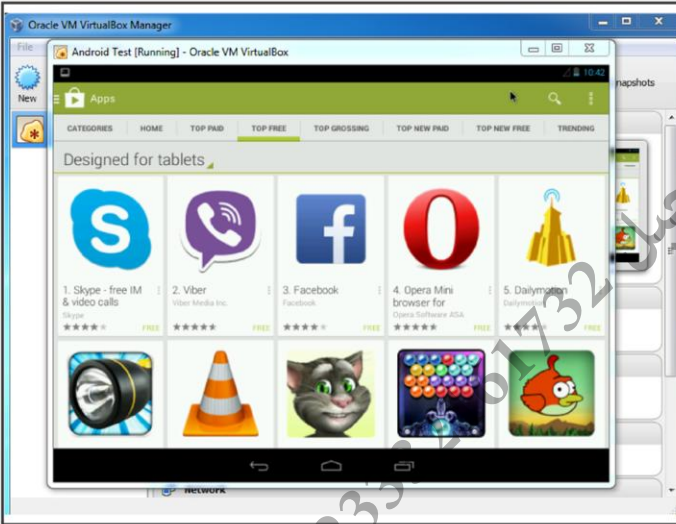 Oracle VM VirtualBox Manager
File
New
Snapshots
Android Test [Running] - Oracle VM VirtualBox
10:42
Apps
CATEGORIES HOME TOP PAID TOP FREE TOP GROSSING TOP NEW PAID TOP NEW FREE TRENDING
Designed for tablets
1. Skype - free IM & video calls
Skype
FREE
2. Viber
Viber Media Inc.
FREE
3. Facebook
Facebook
FREE
4. Opera Mini browser for
Opera Software ASA
FREE
5. Dailymotion
Dailymotion
FREE
Network